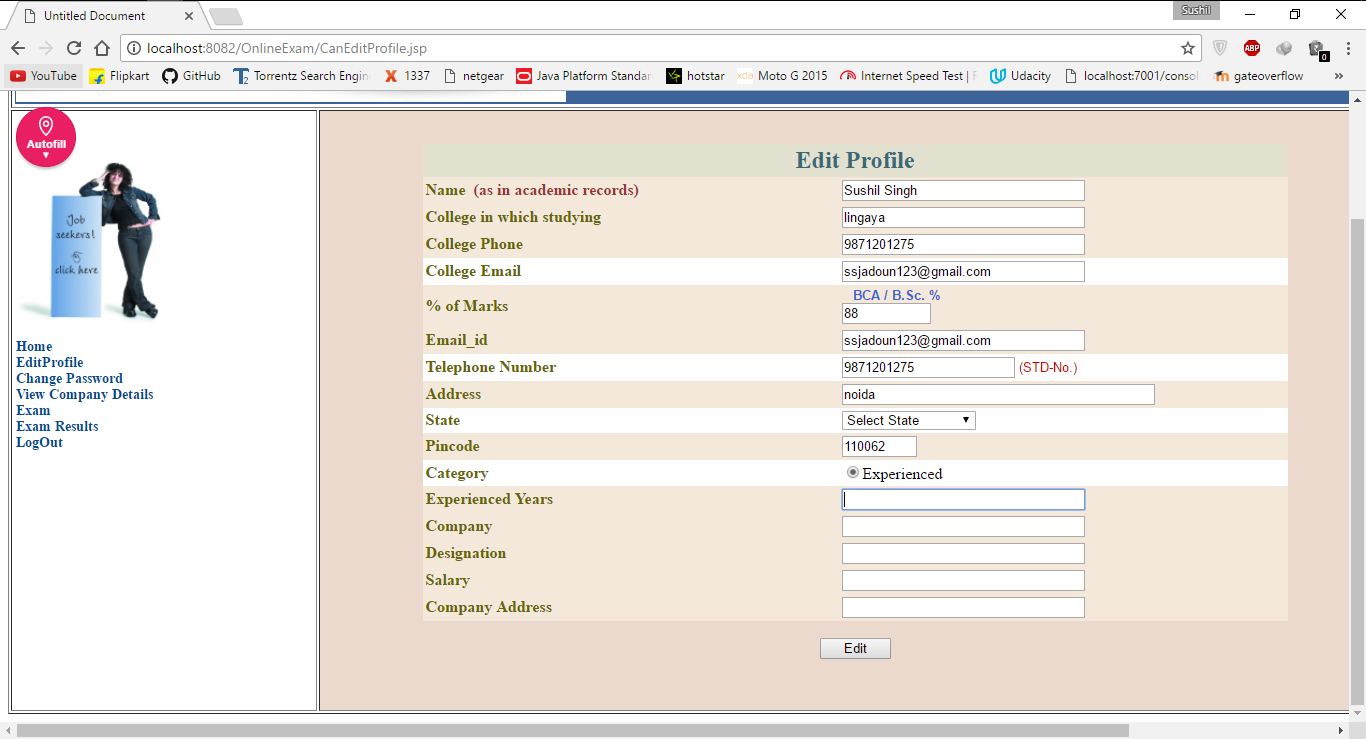 Untitled Document
Sushil
localhost:8082/OnlineExam/CanEditProfile.jsp
ABP
0
YouTube Flipkart GitHub Torrentz Search Engin 1337 netgear Java Platform Standar hotstar Moto G 2015 Internet Speed Test | F Udacity localhost:7001/consol gateoverflow »
Autofill
Job
seekers!
click here
Home
EditProfile
Change Password
View Company Details
Exam
Exam Results
LogOut
Edit Profile
Name (as in academic records) Sushil Singh
College in which studying lingaya
College Phone 9871201275
College Email ssjadoun123@gmail.com
BCA / B.Sc. %
% of Marks 88
Email_id ssjadoun123@gmail.com
Telephone Number 9871201275 (STD-No.)
Address noida
State Select State
Pincode 110062
Category Experienced
Experienced Years
Company
Designation
Salary
Company Address
Edit